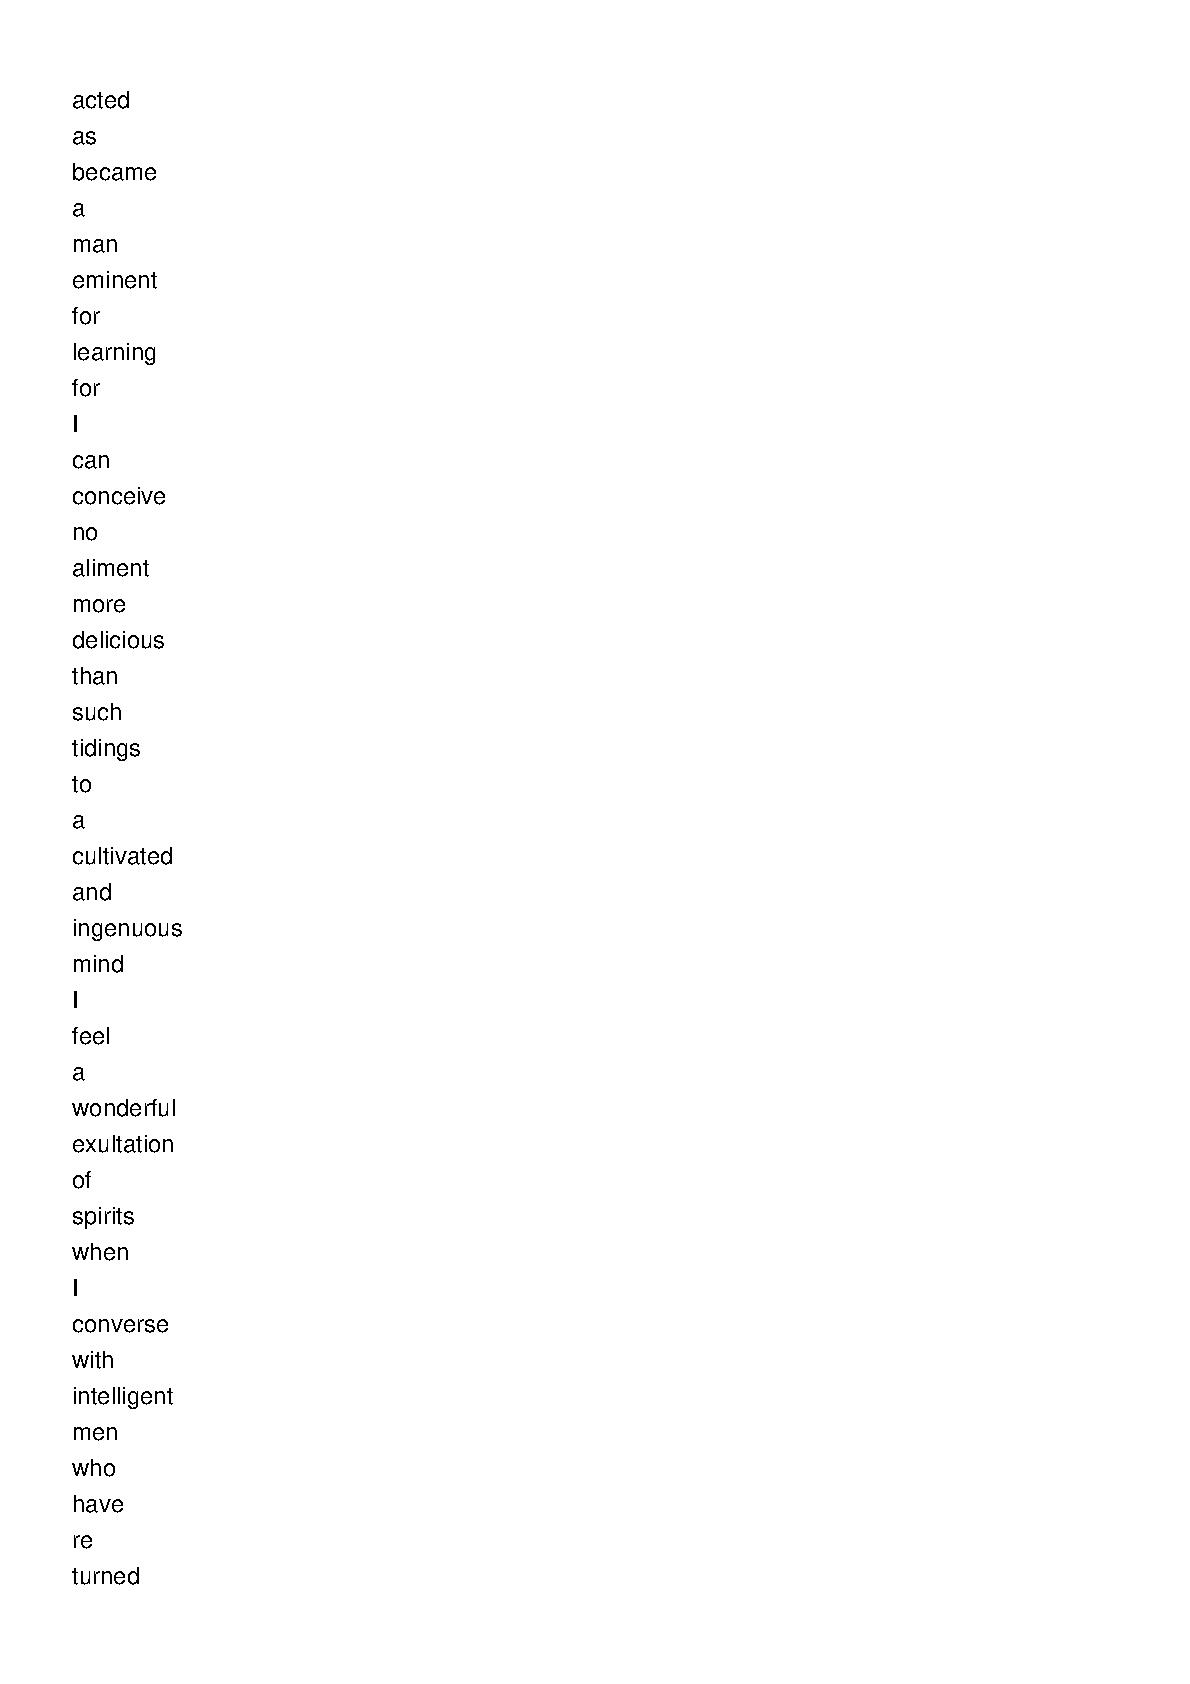 acted
as
became
a
man
eminent
for
learning
for
I
can
conceive
no
aliment
more
delicious
than
such
tidings
to
a
cultivated
and
ingenuous
mind
I
feel
a
wonderful
exultation
of
spirits
when
I
converse
with
intelligent
men
who
have
re
turned